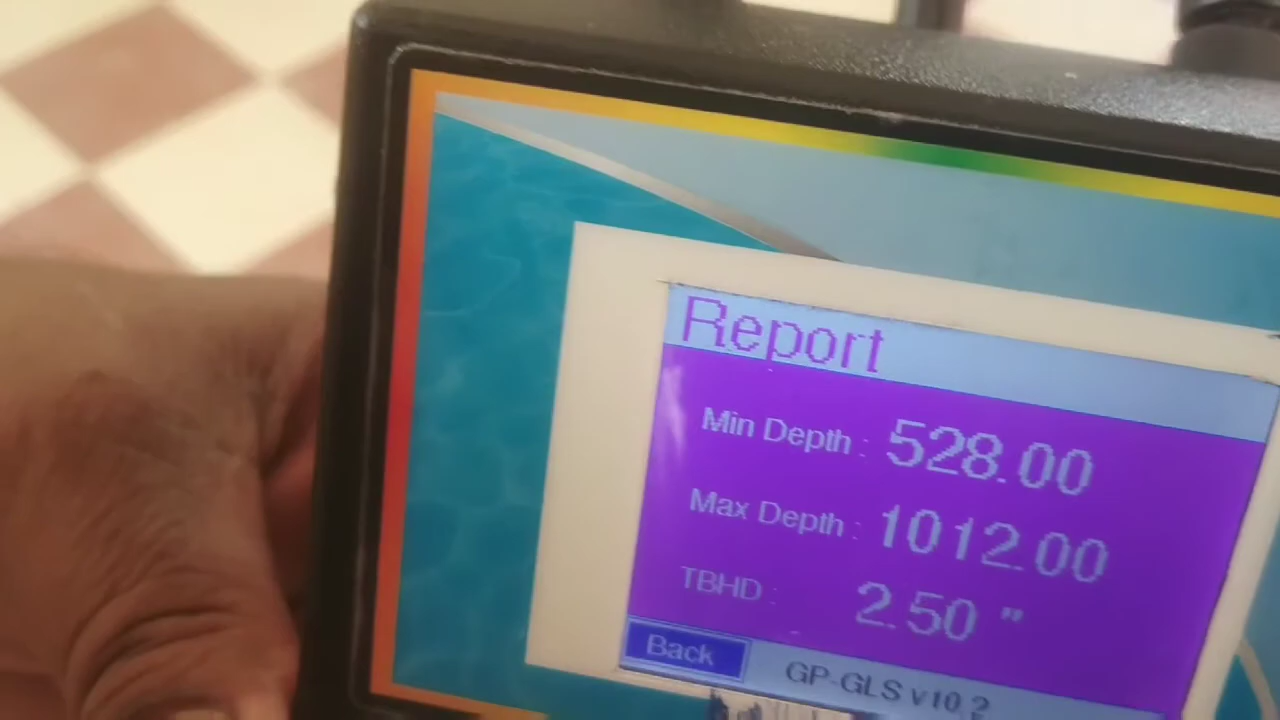 Report
Min Depth : 528.00
Max Depth : 1012.00
TBHD : 2.50 "
Back
GP-GLS v10.2